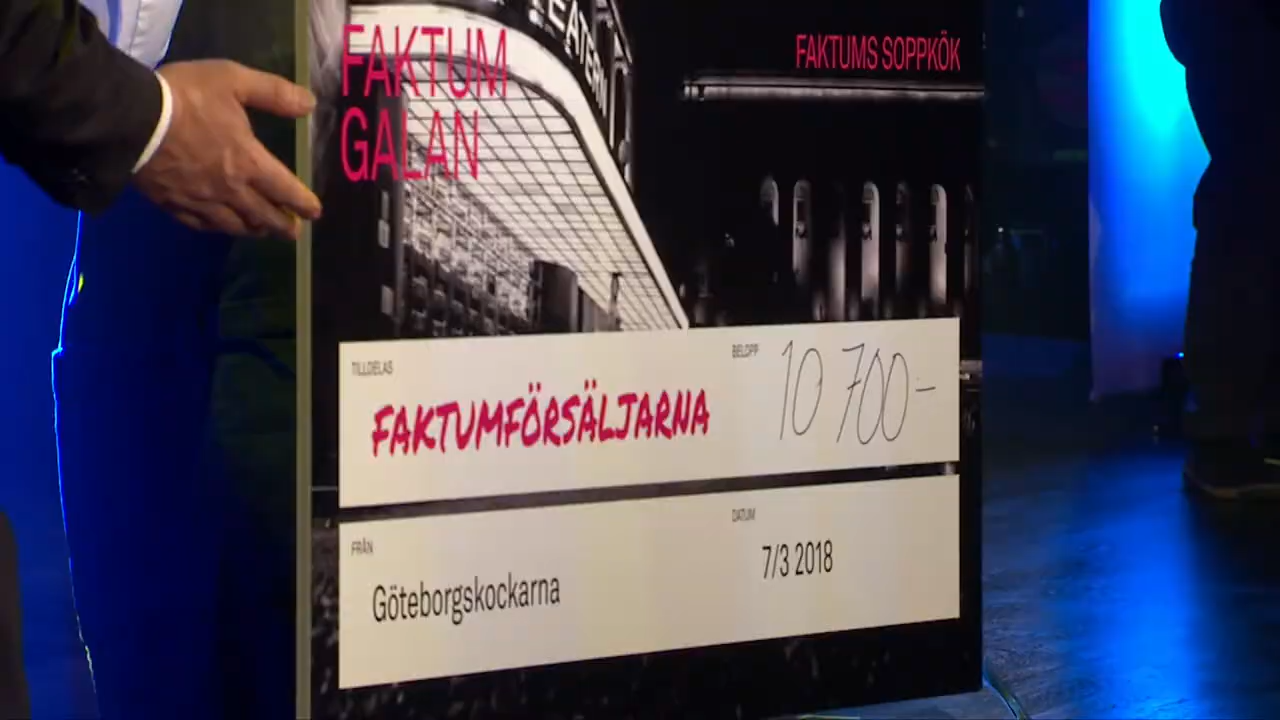 FAKTUM
GALAN
FAKTUMS SOPPKÖK
TILLDELAS
FAKTUMFÖRSÄLJARNA
BELOPP
10 700-
FRÅN
Göteborgskockarna
DATUM
7/3 2018